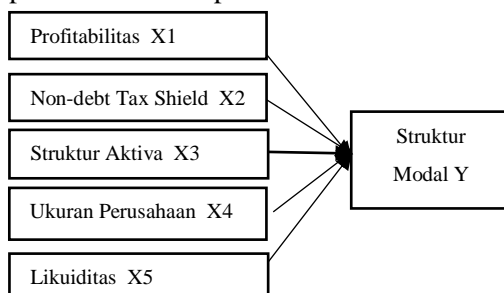 Profitabilitas X1
Non-debt Tax Shield X2
Struktur Aktiva X3
Ukuran Perusahaan X4
Likuiditas X5
Struktur
Modal Y